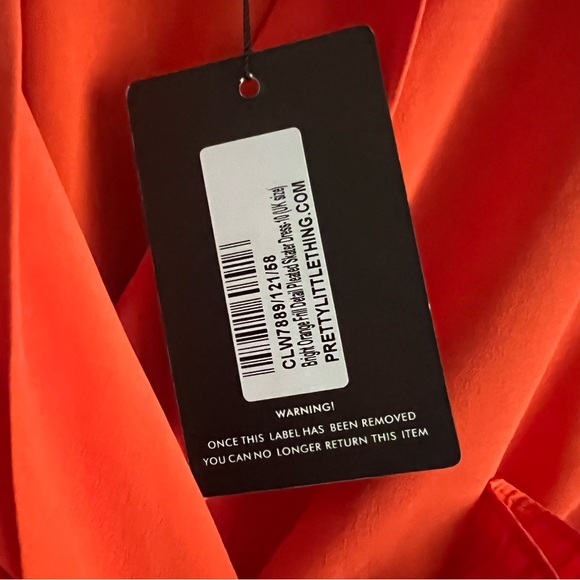 CLW7889/121/58
Bright Orange Frill Detail Pleated Skater Dress-10 (UK size)
PRETTYLITTLETHING.COM
WARNING!
ONCE THIS LABEL HAS BEEN REMOVED
YOU CAN NO LONGER RETURN THIS ITEM